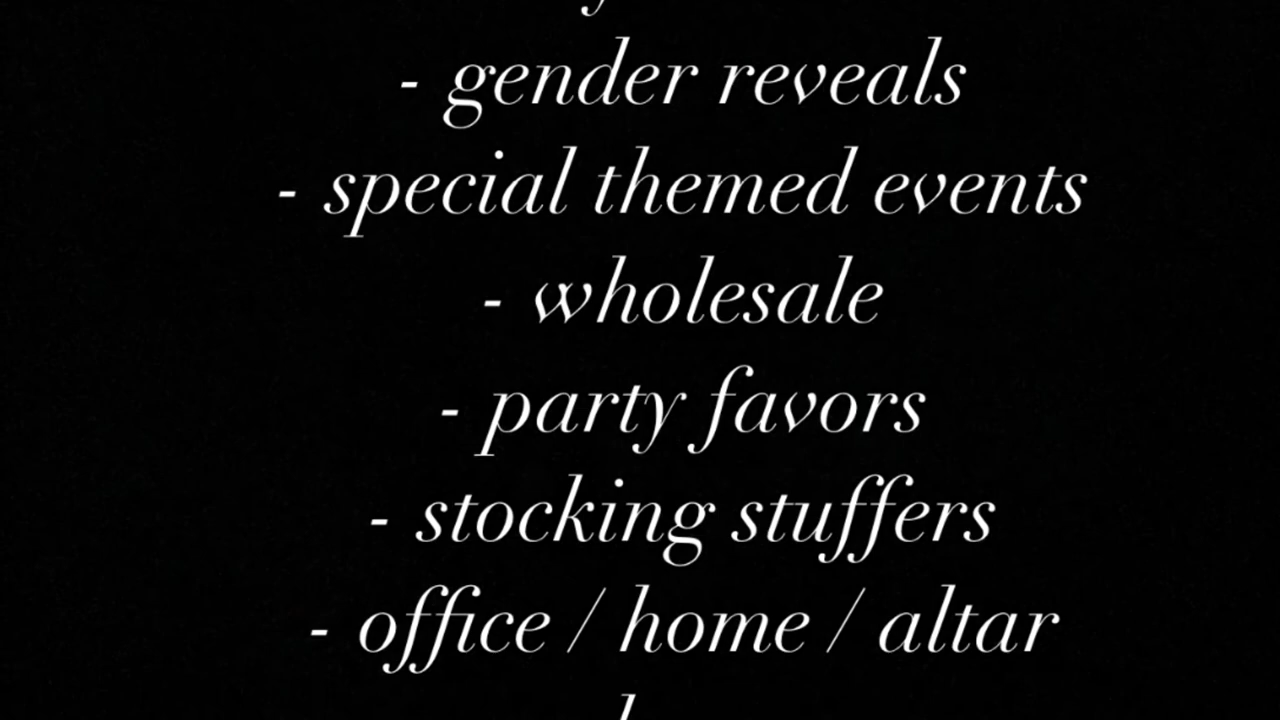 - gender reveals
- special themed events
- wholesale
- party favors
- stocking stuffers
- office / home / altar